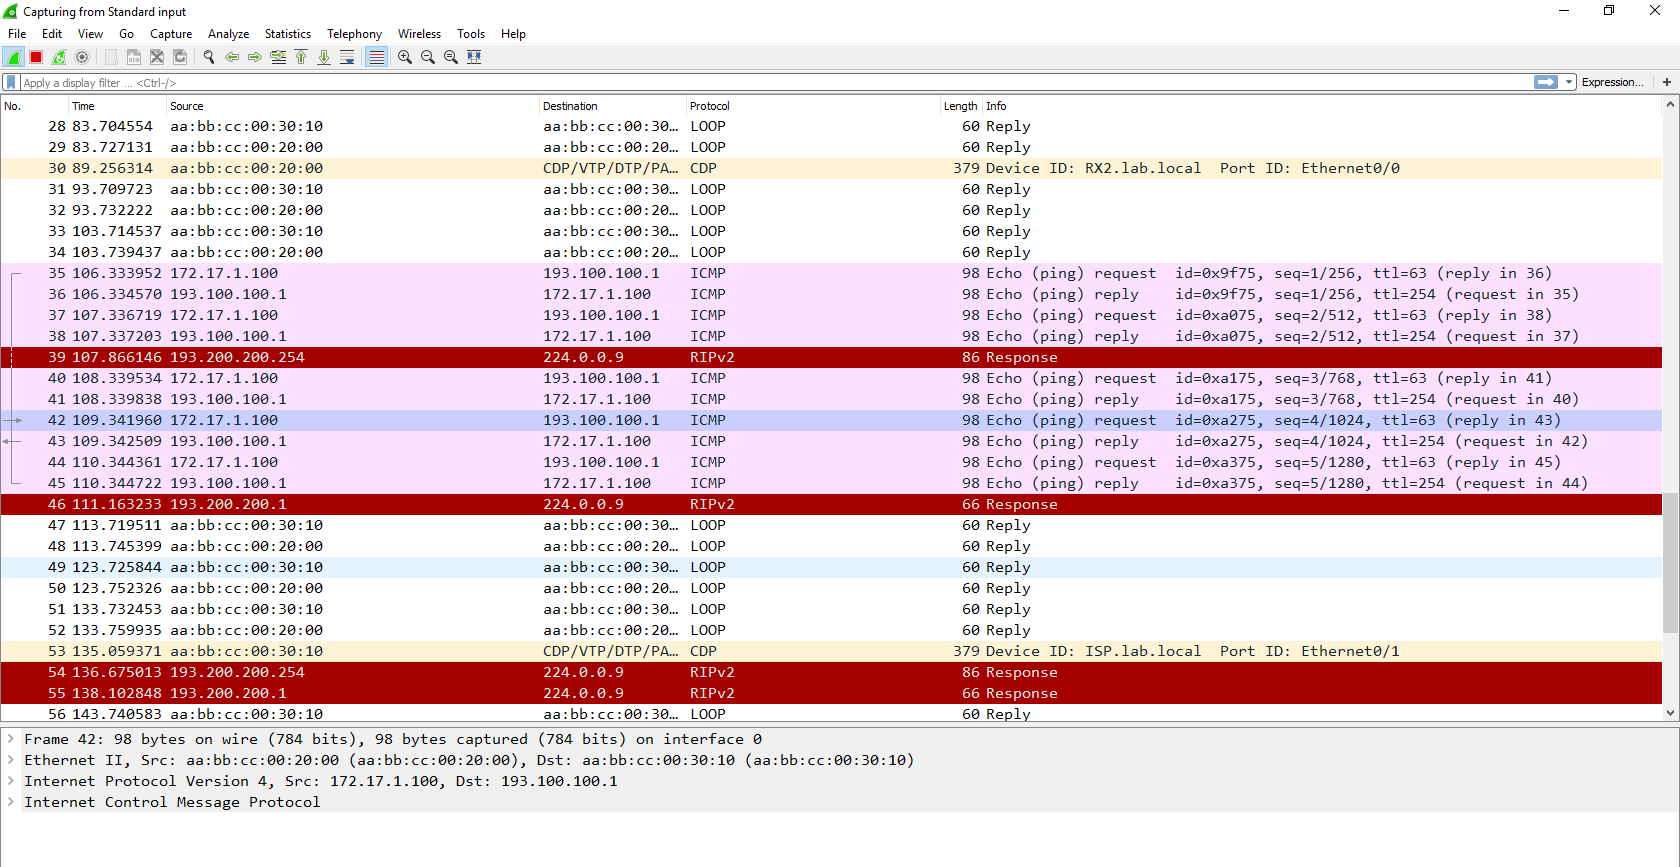 Capturing from Standard input
File Edit View Go Capture Analyze Statistics Telephony Wireless Tools Help
Apply a display filter ... <Ctrl-/> Expression... +
No. Time Source Destination Protocol Length Info
28 83.704554 aa:bb:cc:00:30:10 aa:bb:cc:00:30… LOOP 60 Reply
29 83.727131 aa:bb:cc:00:20:00 aa:bb:cc:00:20… LOOP 60 Reply
30 89.256314 aa:bb:cc:00:20:00 CDP/VTP/DTP/PA… CDP 379 Device ID: RX2.lab.local Port ID: Ethernet0/0
31 93.709723 aa:bb:cc:00:30:10 aa:bb:cc:00:30… LOOP 60 Reply
32 93.732222 aa:bb:cc:00:20:00 aa:bb:cc:00:20… LOOP 60 Reply
33 103.714537 aa:bb:cc:00:30:10 aa:bb:cc:00:30… LOOP 60 Reply
34 103.739437 aa:bb:cc:00:20:00 aa:bb:cc:00:20… LOOP 60 Reply
35 106.333952 172.17.1.100 193.100.100.1 ICMP 98 Echo (ping) request id=0x9f75, seq=1/256, ttl=63 (reply in 36)
36 106.334570 193.100.100.1 172.17.1.100 ICMP 98 Echo (ping) reply id=0x9f75, seq=1/256, ttl=254 (request in 35)
37 107.336719 172.17.1.100 193.100.100.1 ICMP 98 Echo (ping) request id=0xa075, seq=2/512, ttl=63 (reply in 38)
38 107.337203 193.100.100.1 172.17.1.100 ICMP 98 Echo (ping) reply id=0xa075, seq=2/512, ttl=254 (request in 37)
39 107.866146 193.200.200.254 224.0.0.9 RIPv2 86 Response
40 108.339534 172.17.1.100 193.100.100.1 ICMP 98 Echo (ping) request id=0xa175, seq=3/768, ttl=63 (reply in 41)
41 108.339838 193.100.100.1 172.17.1.100 ICMP 98 Echo (ping) reply id=0xa175, seq=3/768, ttl=254 (request in 40)
42 109.341960 172.17.1.100 193.100.100.1 ICMP 98 Echo (ping) request id=0xa275, seq=4/1024, ttl=63 (reply in 43)
43 109.342509 193.100.100.1 172.17.1.100 ICMP 98 Echo (ping) reply id=0xa275, seq=4/1024, ttl=254 (request in 42)
44 110.344361 172.17.1.100 193.100.100.1 ICMP 98 Echo (ping) request id=0xa375, seq=5/1280, ttl=63 (reply in 45)
45 110.344722 193.100.100.1 172.17.1.100 ICMP 98 Echo (ping) reply id=0xa375, seq=5/1280, ttl=254 (request in 44)
46 111.163233 193.200.200.1 224.0.0.9 RIPv2 66 Response
47 113.719511 aa:bb:cc:00:30:10 aa:bb:cc:00:30… LOOP 60 Reply
48 113.745399 aa:bb:cc:00:20:00 aa:bb:cc:00:20… LOOP 60 Reply
49 123.725844 aa:bb:cc:00:30:10 aa:bb:cc:00:30… LOOP 60 Reply
50 123.752326 aa:bb:cc:00:20:00 aa:bb:cc:00:20… LOOP 60 Reply
51 133.732453 aa:bb:cc:00:30:10 aa:bb:cc:00:30… LOOP 60 Reply
52 133.759935 aa:bb:cc:00:20:00 aa:bb:cc:00:20… LOOP 60 Reply
53 135.059371 aa:bb:cc:00:30:10 CDP/VTP/DTP/PA… CDP 379 Device ID: ISP.lab.local Port ID: Ethernet0/1
54 136.675013 193.200.200.254 224.0.0.9 RIPv2 86 Response
55 138.102848 193.200.200.1 224.0.0.9 RIPv2 66 Response
56 143.740583 aa:bb:cc:00:30:10 aa:bb:cc:00:30… LOOP 60 Reply
Frame 42: 98 bytes on wire (784 bits), 98 bytes captured (784 bits) on interface 0
Ethernet II, Src: aa:bb:cc:00:20:00 (aa:bb:cc:00:20:00), Dst: aa:bb:cc:00:30:10 (aa:bb:cc:00:30:10)
Internet Protocol Version 4, Src: 172.17.1.100, Dst: 193.100.100.1
Internet Control Message Protocol